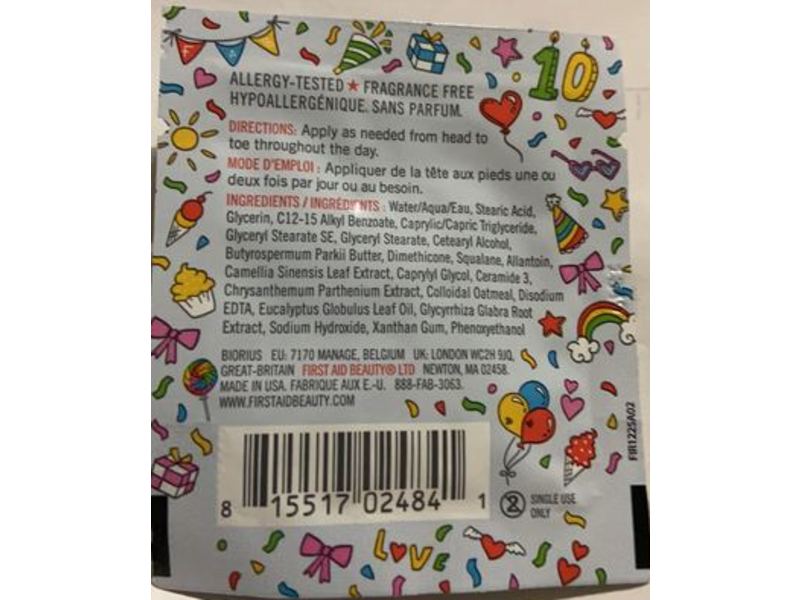 F A
10
ALLERGY-TESTED ★ FRAGRANCE FREE
HYPOALLERGÉNIQUE. SANS PARFUM.
DIRECTIONS: Apply as needed from head to
toe throughout the day.
MODE D'EMPLOI : Appliquer de la tête aux pieds une ou
deux fois par jour ou au besoin.
INGREDIENTS / INGRÉDIENTS : Water/Aqua/Eau, Stearic Acid,
Glycerin, C12-15 Alkyl Benzoate, Caprylic/Capric Triglyceride,
Glyceryl Stearate SE, Glyceryl Stearate, Cetearyl Alcohol,
Butyrospermum Parkii Butter, Dimethicone, Squalane, Allantoin,
Camellia Sinensis Leaf Extract, Caprylyl Glycol, Ceramide 3,
Chrysanthemum Parthenium Extract, Colloidal Oatmeal, Disodium
EDTA, Eucalyptus Globulus Leaf Oil, Glycyrrhiza Glabra Root
Extract, Sodium Hydroxide, Xanthan Gum, Phenoxyethanol
BIORIUS EU: 7170 MANAGE, BELGIUM UK: LONDON WC2H 9JQ,
GREAT-BRITAIN FIRST AID BEAUTY® LTD NEWTON, MA 02458.
MADE IN USA. FABRIQUE AUX E.-U. 888-FAB-3063.
WWW.FIRSTAIDBEAUTY.COM
FIR1225A02
8 15517 02484 1
2 SINGLE USE
ONLY
LOVE